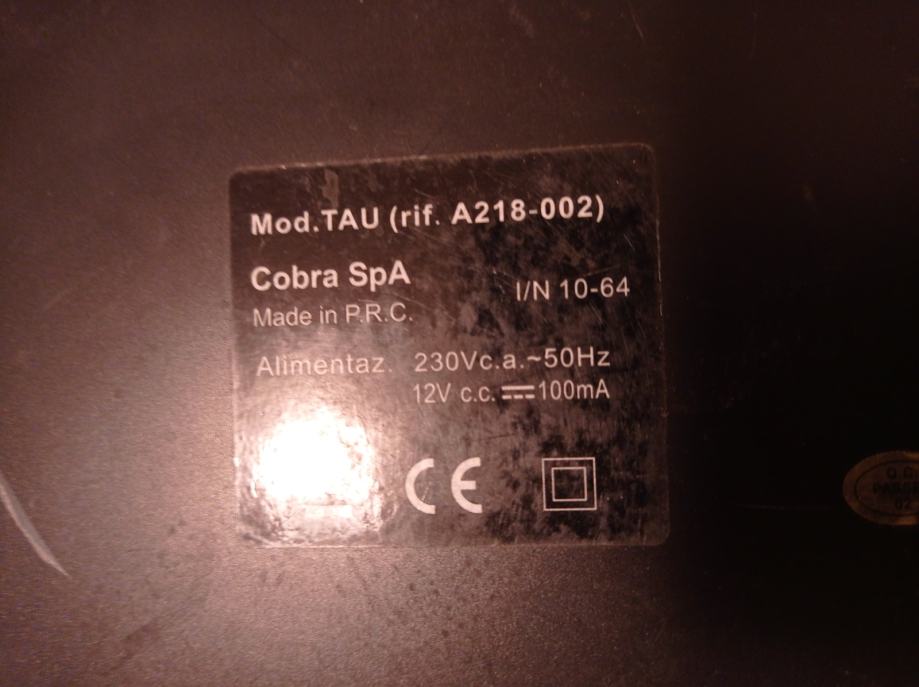 Mod.TAU (rif. A218-002)
Cobra SpA
I/N 10-64
Made in P.R.C.
Alimentaz. 230Vc.a.~50Hz
12V c.c. ⎓ 100mA
CE